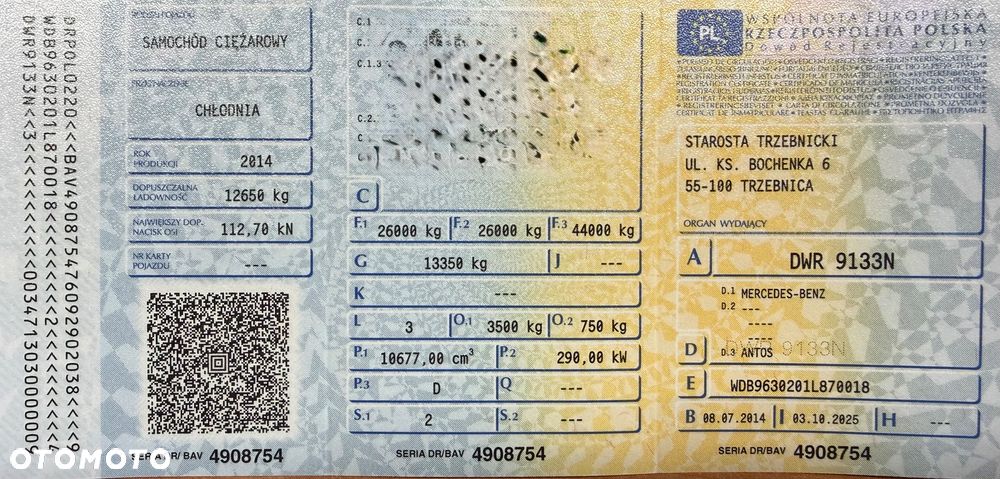 DRPOL0220<<BAV490875476092902038<<<<9
WDB9630201L870018<<<<<<<<2<<<<<<<<<
RODZAJ POJAZDU
SAMOCHÓD CIĘŻAROWY
PRZEZNACZENIE
CHŁODNIA
ROK PRODUKCJI
2014
DOPUSZCZALNA ŁADOWNOŚĆ
12650 kg
NAJWIĘKSZY DOP. NACISK OSI
112,70 kN
NR KARTY POJAZDU
---
SERIA DR/BAV 4908754
C.1
C.1.3
C.2.
C
F.1 26000 kg F.2 26000 kg F.3 44000 kg
G 13350 kg J ---
K ---
L 3 O.1 3500 kg O.2 750 kg
P.1 10677,00 cm³ P.2 290,00 kW
P.3 D Q ---
S.1 2 S.2 ---
SERIA DR/BAV 4908754
WSPÓLNOTA EUROPEJSKA
PL RZECZPOSPOLITA POLSKA
Dowód Rejestracyjny
STAROSTA TRZEBNICKI
UL. KS. BOCHENKA 6
55-100 TRZEBNICA
ORGAN WYDAJĄCY
A DWR 9133N
D.1 MERCEDES-BENZ
D.2 ---
----
D D.3 ANTOS
DWR 9133N
E WDB9630201L870018
B 08.07.2014 I 03.10.2025 H ---
SERIA DR/BAV 4908754
OTOMOTO